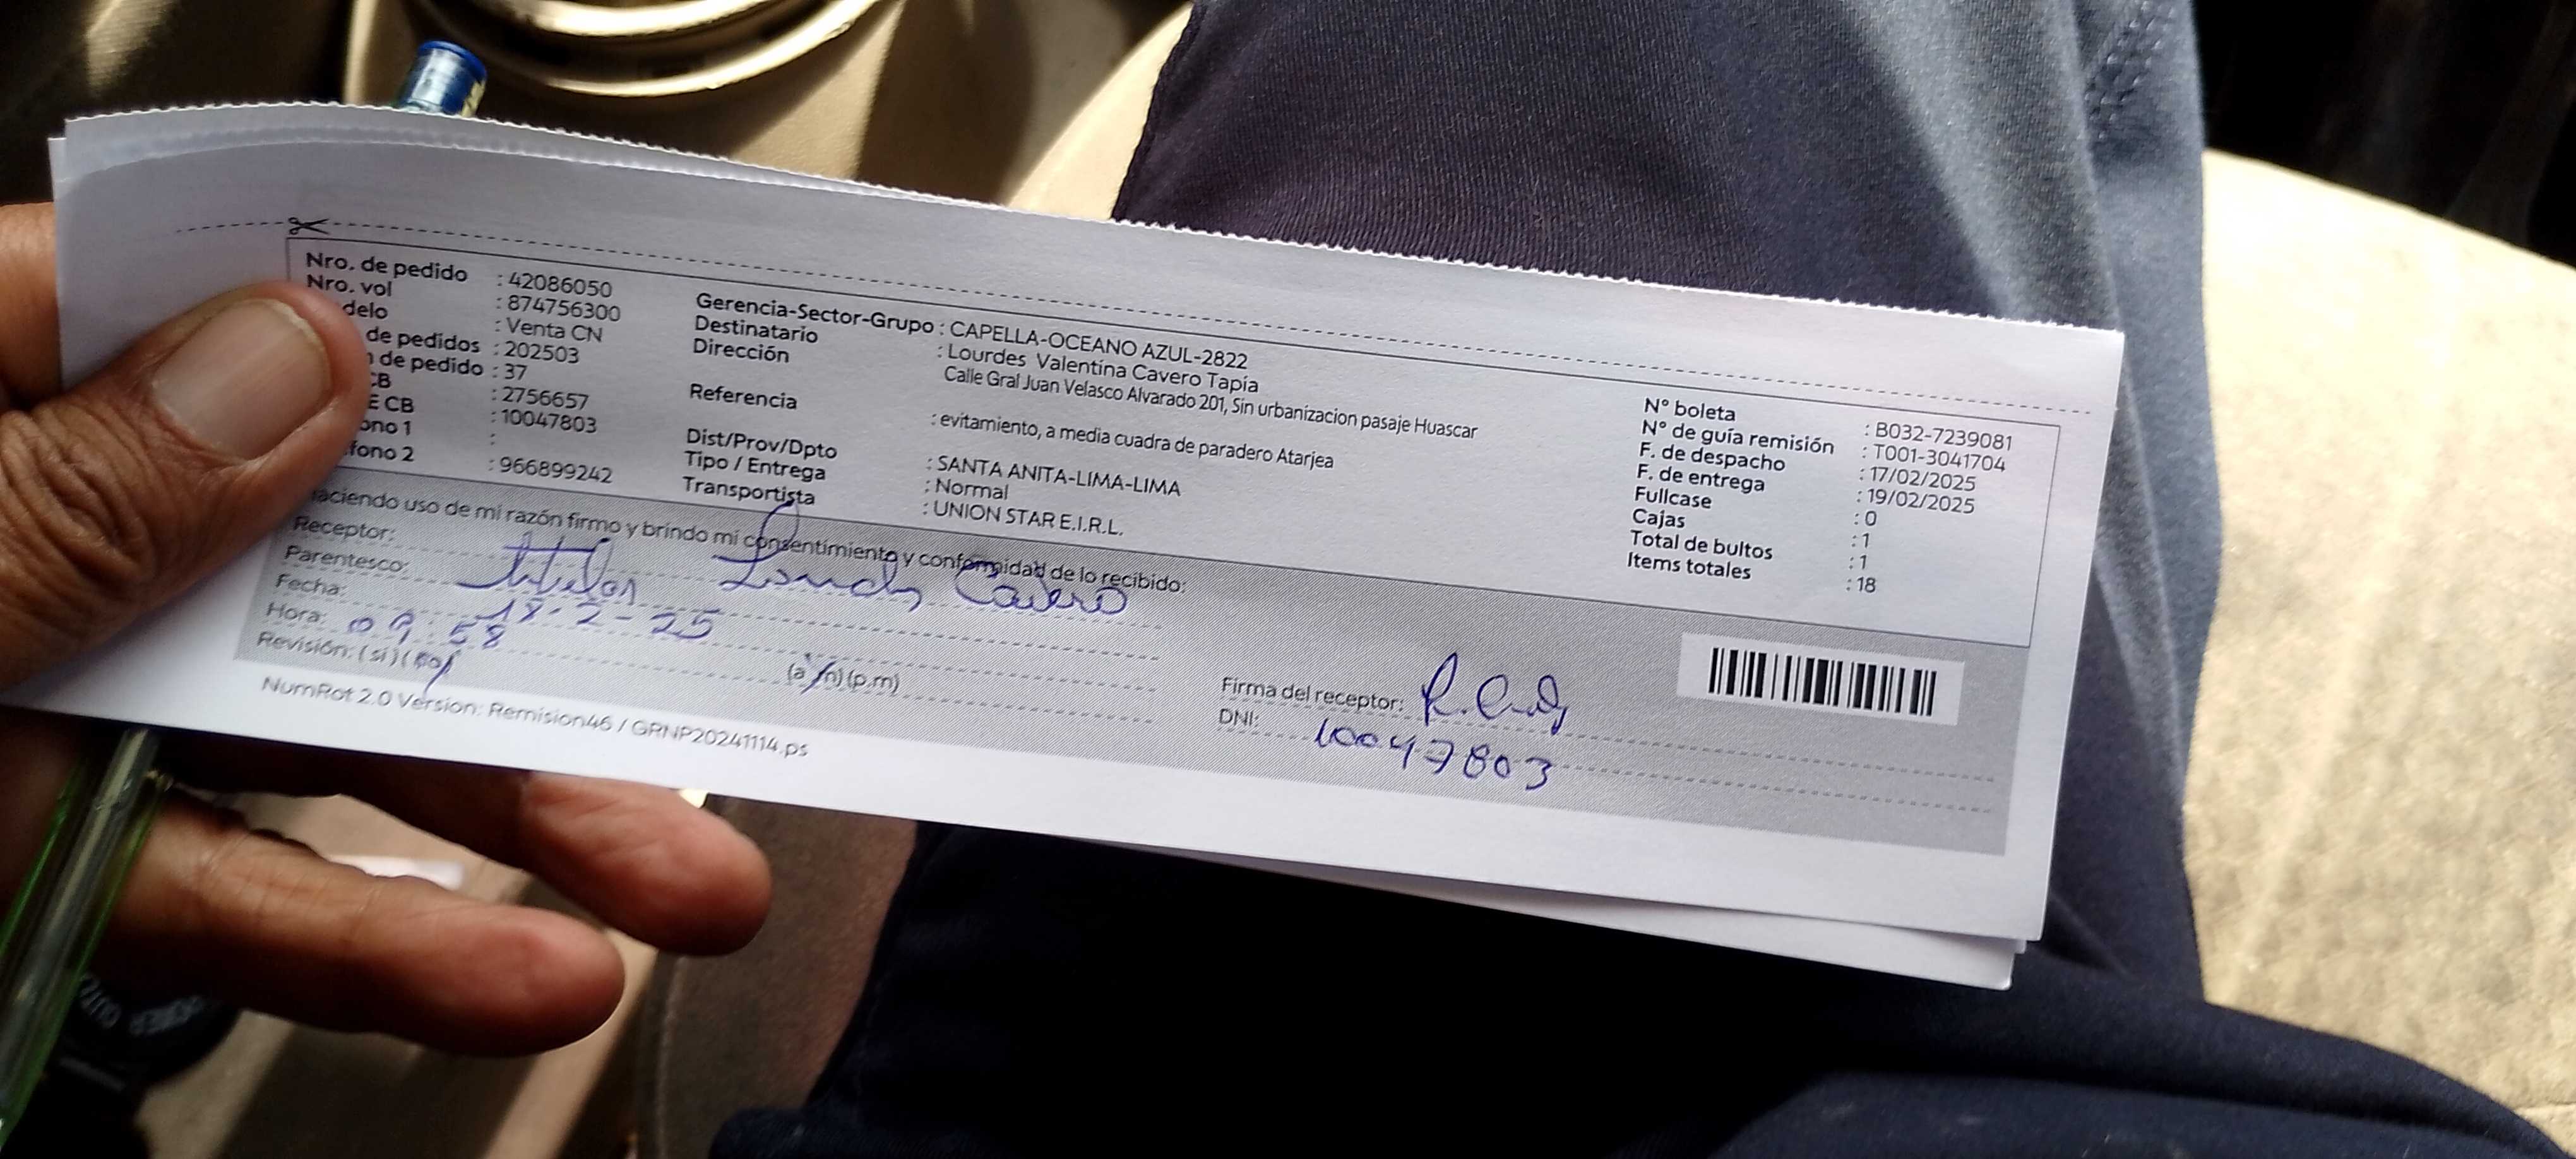 Nro. de pedido : 42086050
Nro. vol : 874756300
delo : Venta CN
de pedidos : 202503
de pedido : 37
CB : 2756657
E CB : 10047803
ono 1 :
fono 2 : 966899242
Gerencia-Sector-Grupo : CAPELLA-OCEANO AZUL-2822
Destinatario : Lourdes Valentina Cavero Tapia
Dirección Calle Gral Juan Velasco Alvarado 201, Sin urbanizacion pasaje Huascar
Referencia : evitamiento, a media cuadra de paradero Atarjea
Dist/Prov/Dpto : SANTA ANITA-LIMA-LIMA
Tipo / Entrega : Normal
Transportista : UNION STAR E.I.R.L.
N° boleta : B032-7239081
N° de guía remisión : T001-3041704
F. de despacho : 17/02/2025
F. de entrega : 19/02/2025
Fullcase : 0
Cajas : 1
Total de bultos : 1
Items totales : 18
haciendo uso de mi razón firmo y brindo mi consentimiento y conformidad de lo recibido:
Receptor: Cavero
Parentesco: titular
Fecha: 18-2-25
Hora: 09:58 (a.m) (p.m)
Revisión: (si) (no)
Firma del receptor:
DNI: 10047803
NumRot 2.0 Version: Remision46 / GRNP20241114.ps